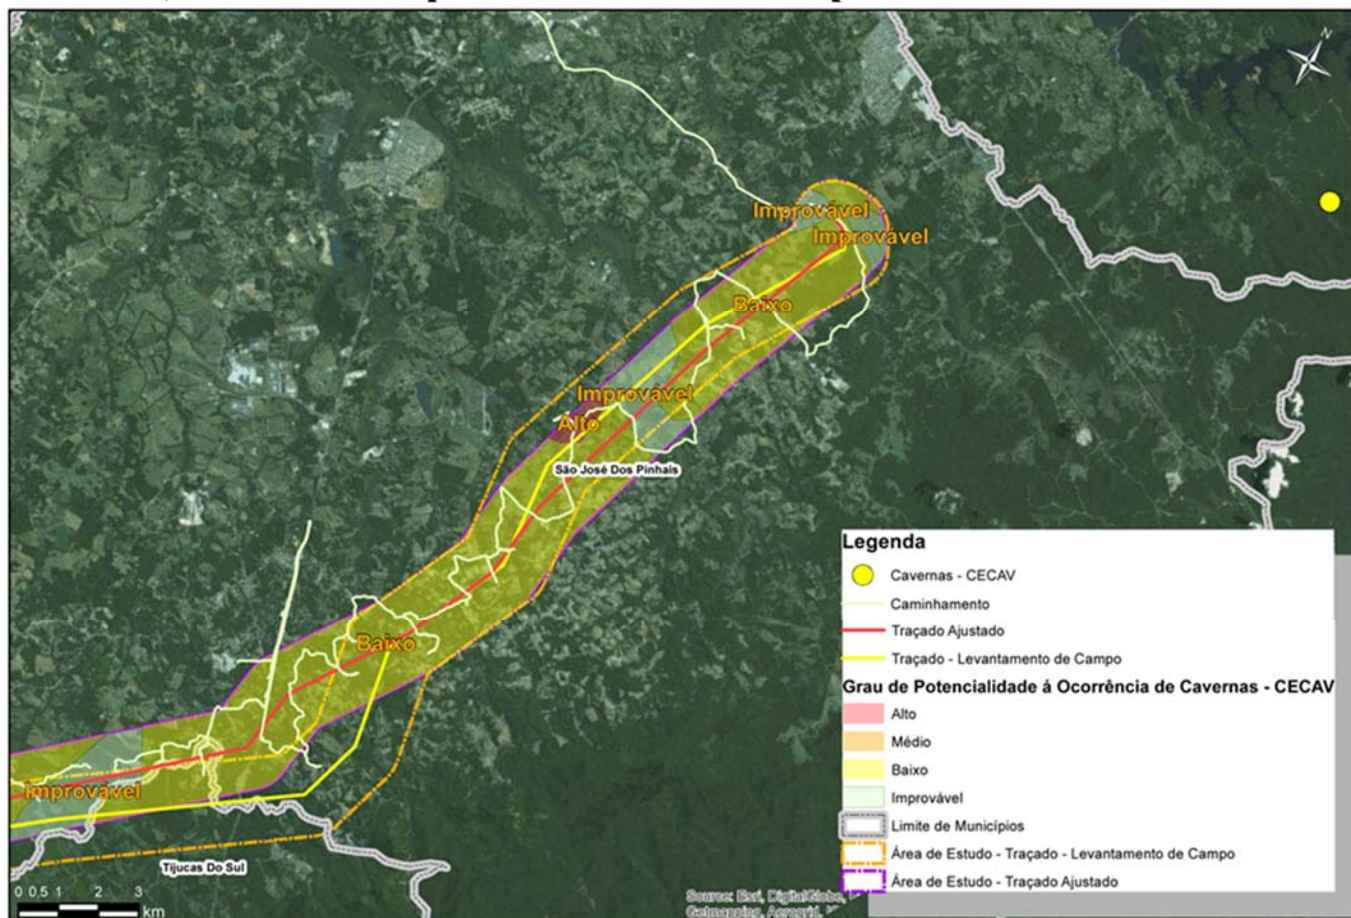 N
Improvável
Improvável
Baixo
Improvável
Alto
São José Dos Pinhais
Baixo
Improvável
Tijucas Do Sul
0 0,5 1 2 3
km
Legenda
Cavernas - CECAV
Caminhamento
Traçado Ajustado
Traçado - Levantamento de Campo
Grau de Potencialidade á Ocorrência de Cavernas - CECAV
Alto
Médio
Baixo
Improvável
Limite de Municípios
Área de Estudo - Traçado - Levantamento de Campo
Área de Estudo - Traçado Ajustado
Source: Esri, DigitalGlobe,
Getmapping, Aerogrid,